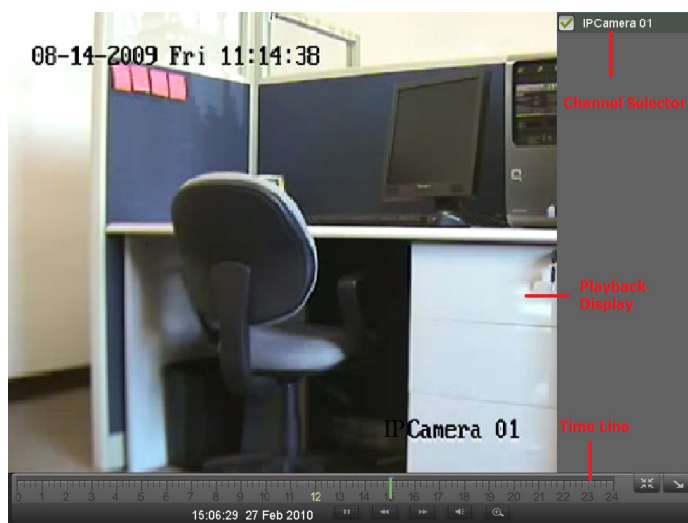 08-14-2009 Fri 11:14:38
IPCamera 01
Channel Selector
Playback
Display
IPCamera 01
Time Line
0 1 2 3 4 5 6 7 8 9 10 11 12 13 14 15 16 17 18 19 20 21 22 23 24
15:06:29 27 Feb 2010